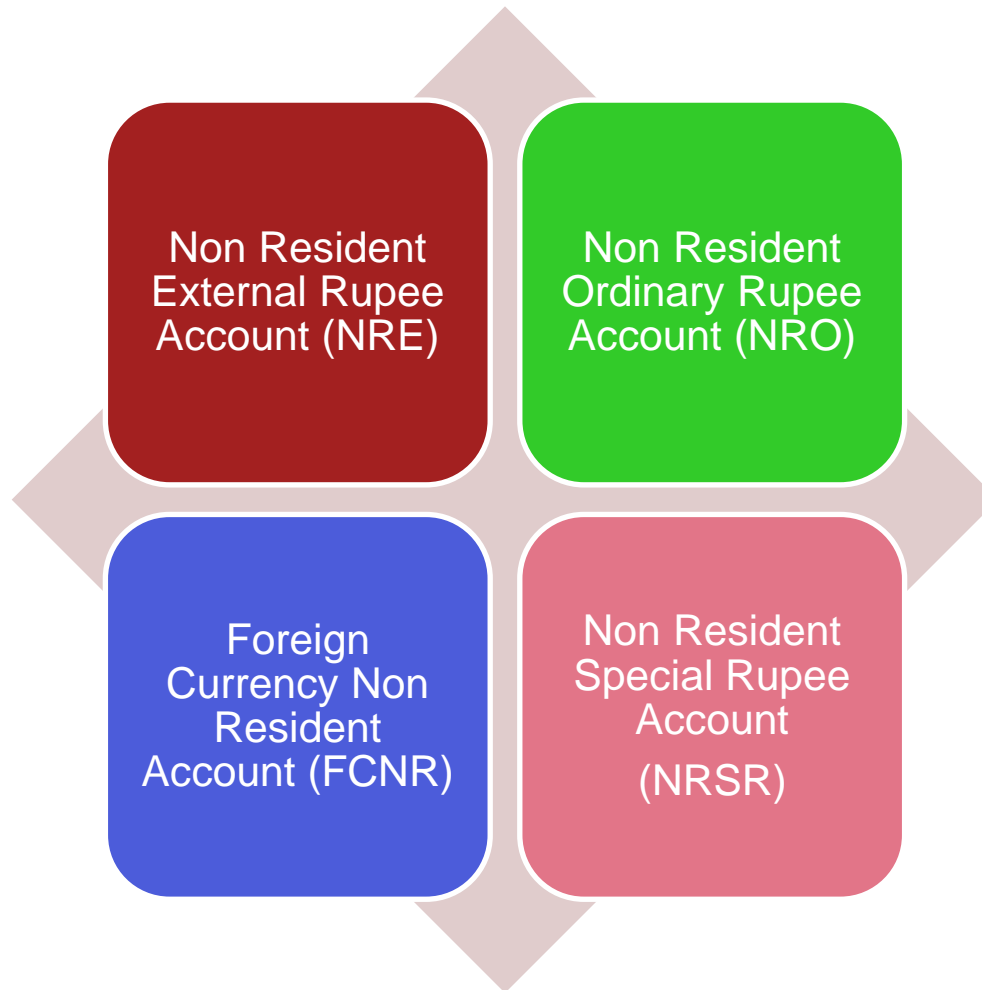 Non Resident
External Rupee
Account (NRE)
Non Resident
Ordinary Rupee
Account (NRO)
Foreign
Currency Non
Resident
Account (FCNR)
Non Resident
Special Rupee
Account
(NRSR)